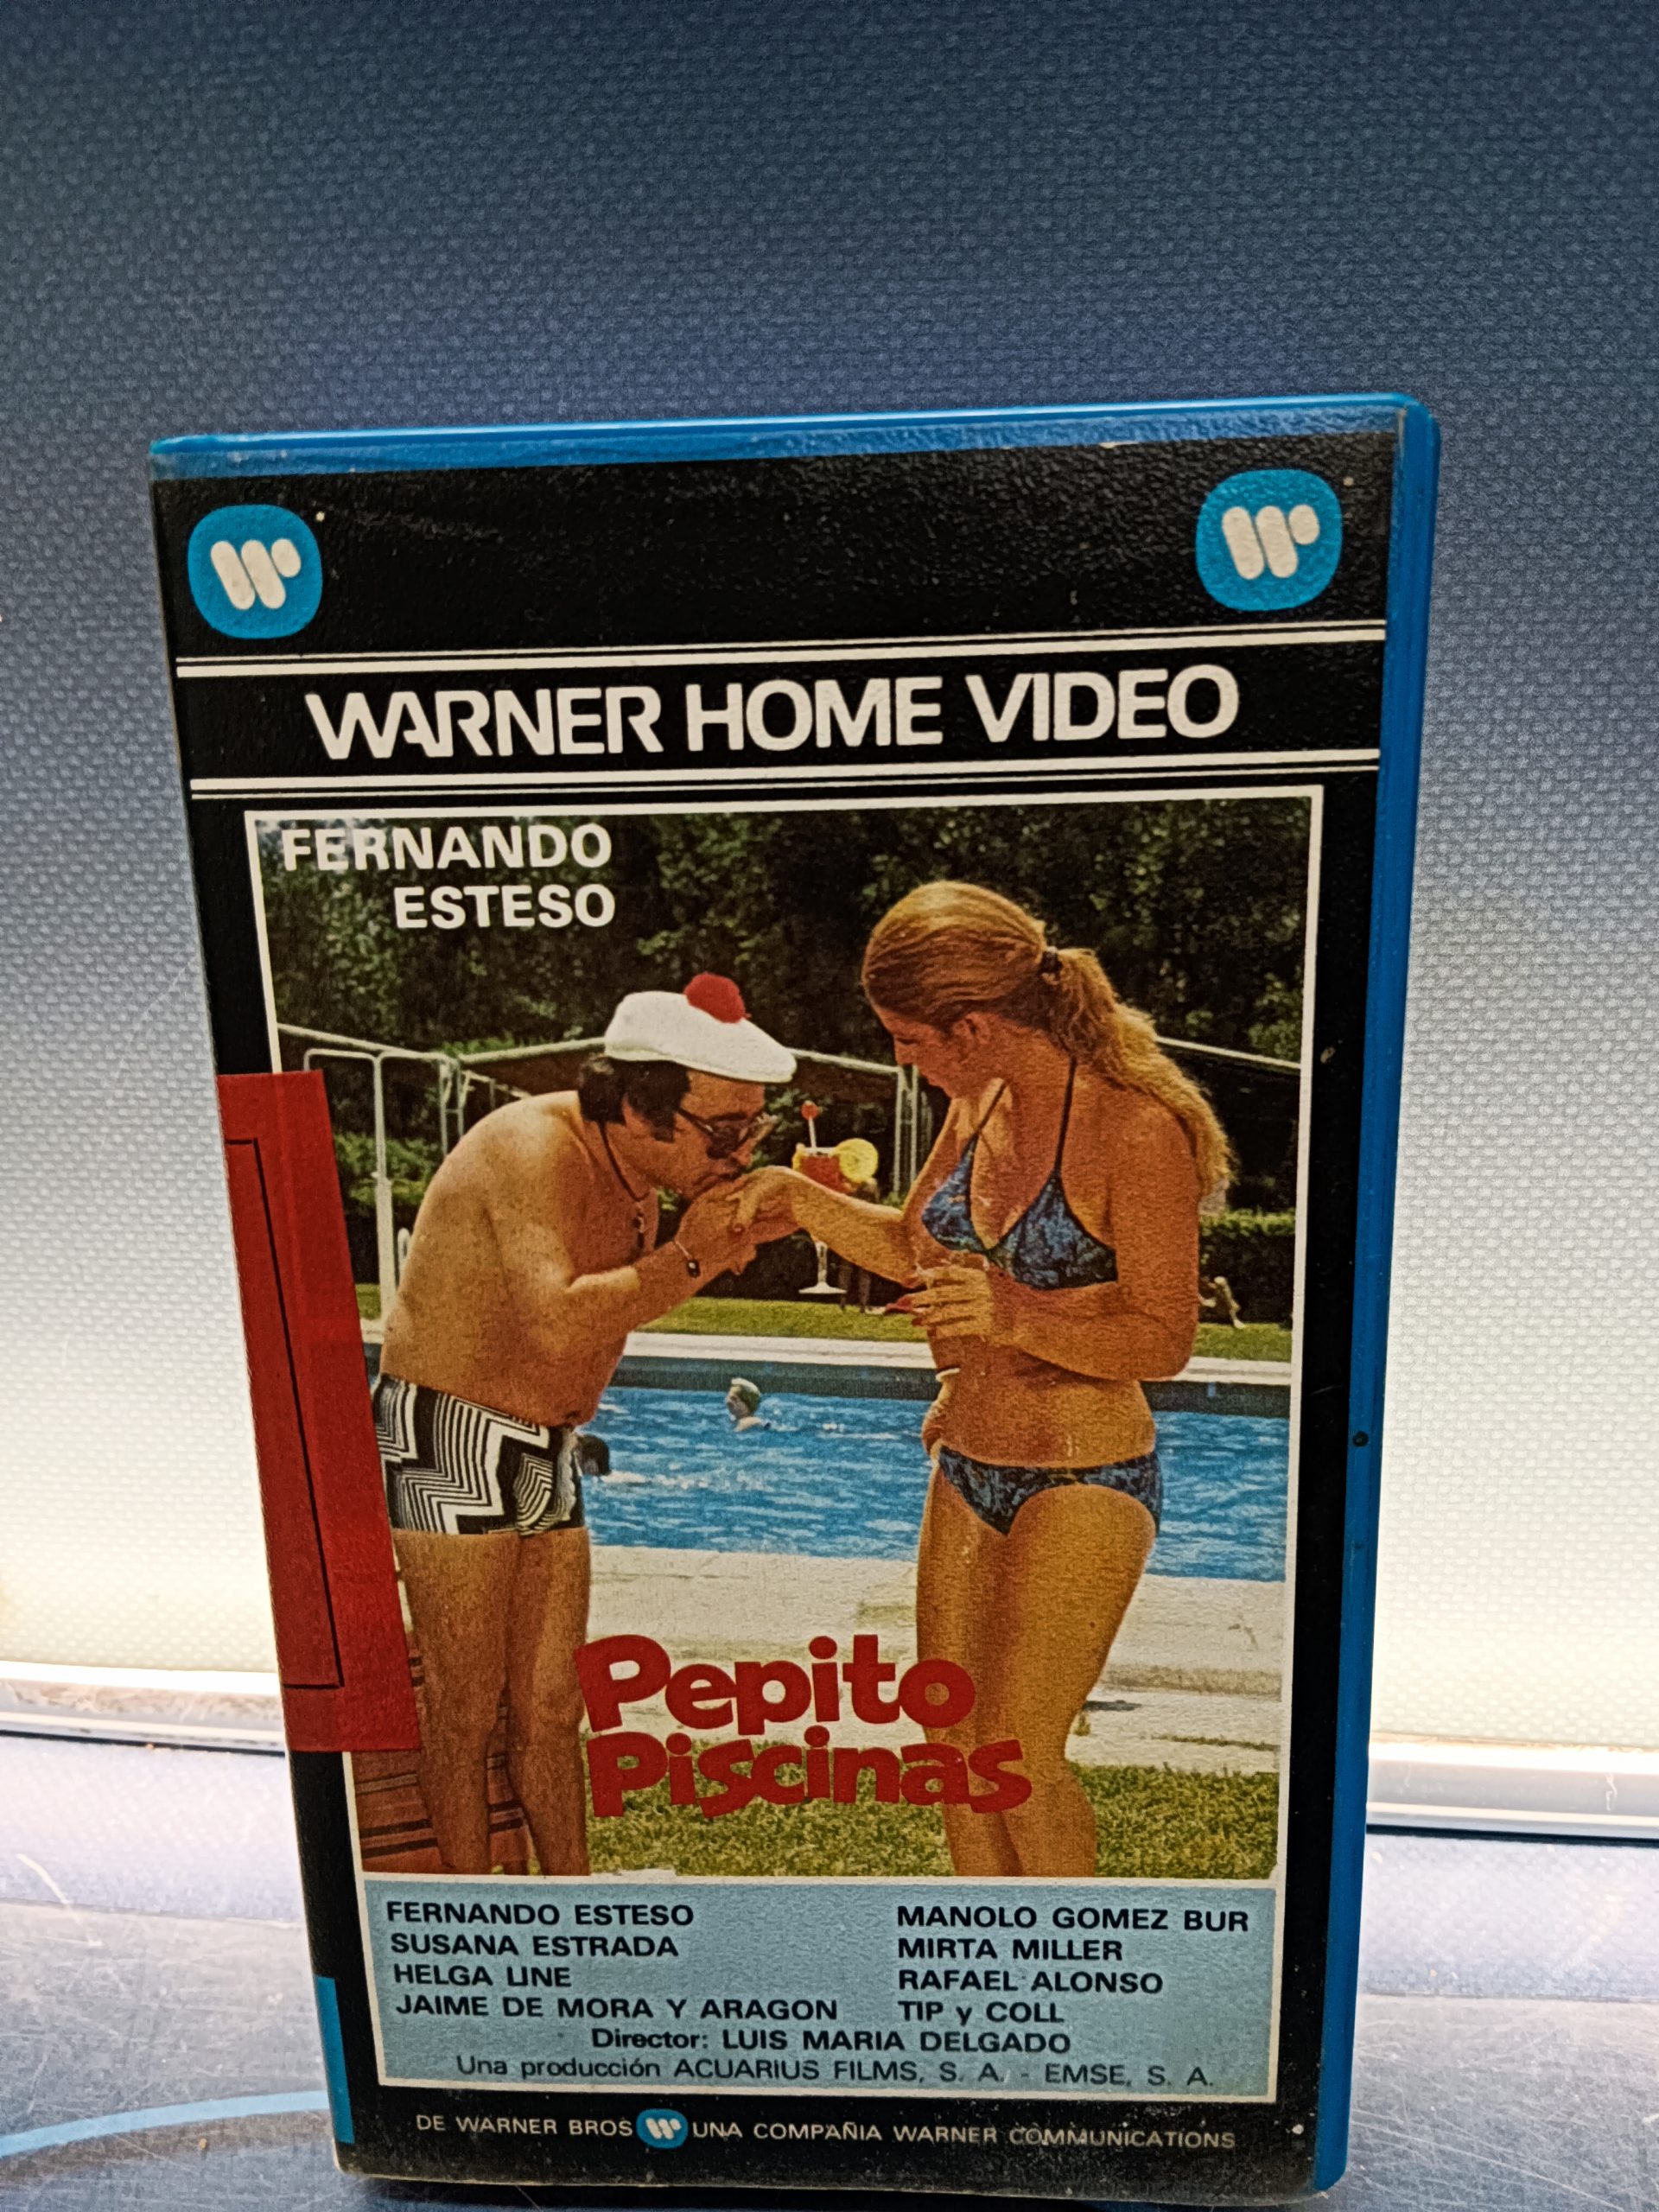 WARNER HOME VIDEO
FERNANDO
ESTESO
Pepito
Piscinas
FERNANDO ESTESO
SUSANA ESTRADA
HELGA LINE
JAIME DE MORA Y ARAGON
MANOLO GOMEZ BUR
MIRTA MILLER
RAFAEL ALONSO
TIP y COLL
Director: LUIS MARIA DELGADO
Una producción ACUARIUS FILMS, S. A. - EMSE, S. A.
DE WARNER BROS UNA COMPAÑIA WARNER COMMUNICATIONS